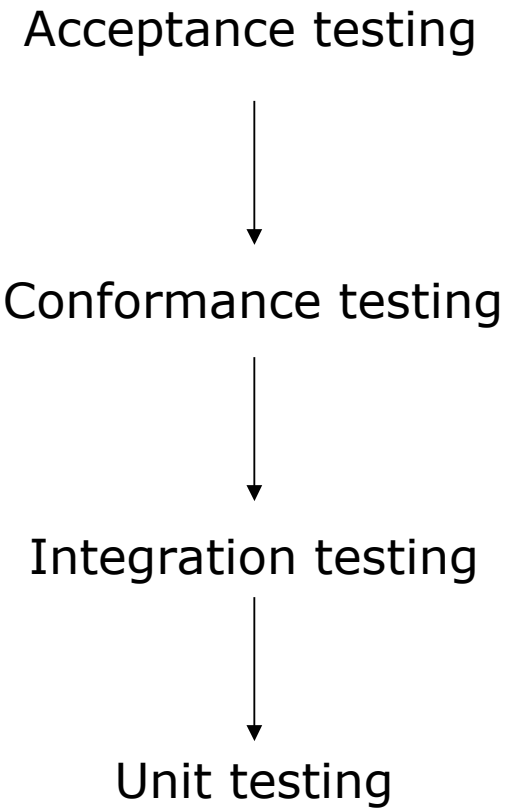 Acceptance testing
Conformance testing
Integration testing
Unit testing